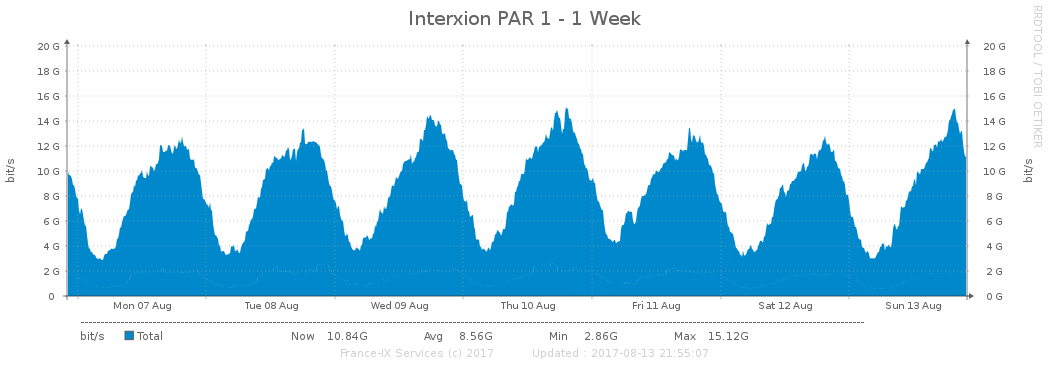 Interxion PAR 1 - 1 Week
RRDTOOL / TOBI OETIKER
bit/s
20 G
18 G
16 G
14 G
12 G
10 G
8 G
6 G
4 G
2 G
0
20 G
18 G
16 G
14 G
12 G
10 G
8 G
6 G
4 G
2 G
0 G
bit/s
Mon 07 Aug Tue 08 Aug Wed 09 Aug Thu 10 Aug Fri 11 Aug Sat 12 Aug Sun 13 Aug
bit/s Total Now 10.84G Avg 8.56G Min 2.86G Max 15.12G
France-IX Services (c) 2017 Updated : 2017-08-13 21:55:07